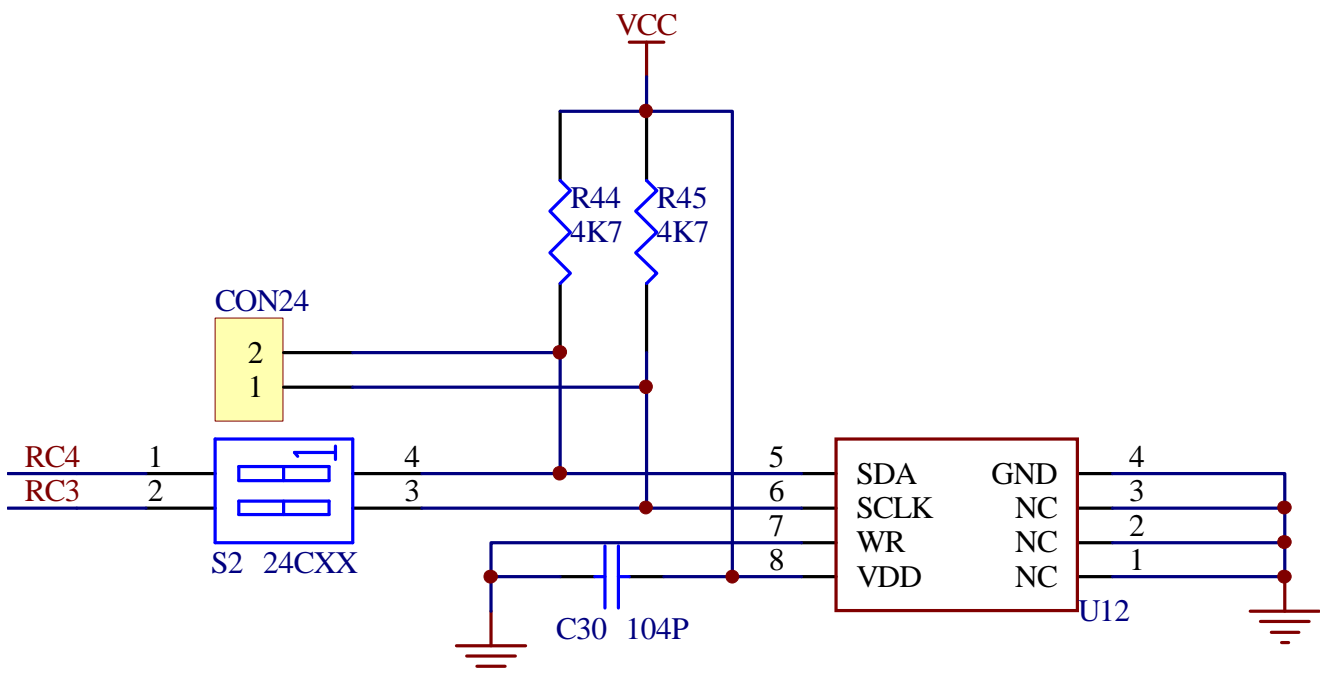 VCC
R44 R45
4K7 4K7
CON24
2
1
RC4 1 4 5 SDA GND 4
RC3 2 1 3 6 SCLK NC 3
7 WR NC 2
S2 24CXX 8 VDD NC 1
C30 104P U12